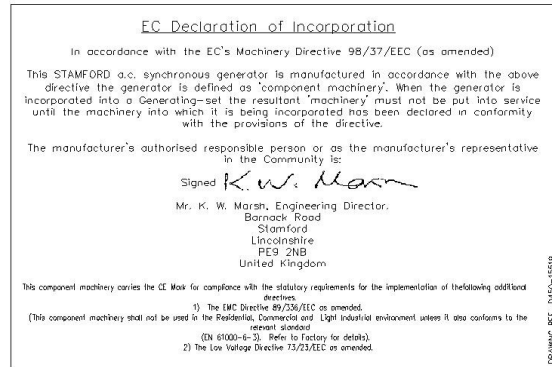 EC Declaration of Incorporation
In accordance with the EC's Machinery Directive 98/37/EEC (as amended)
This STAMFORD a.c. synchronous generator is manufactured in accordance with the above
directive the generator is defined as 'component machinery'. When the generator is
incorporated into a Generating-set the resultant 'machinery' must not be put into service
until the machinery into which it is being incorporated has been declared in conformity
with the provisions of the directive.
The manufacturer's authorised responsible person or as the manufacturer's representative
in the Community is:
Signed K. W. Marsh
Mr. K. W. Marsh, Engineering Director.
Barnack Road
Stamford
Lincolnshire
PE9 2NB
United Kingdom
This component machinery carries the CE Mark for compliance with the statutory requirements for the implementation of thefollowing additional
directives.
1) The EMC Directive 89/336/EEC as amended.
(This component machinery shall not be used in the Residential, Commercial and Light Industrial environment unless it also conforms to the
relevant standard
(EN 61000-6-3). Refer to Factory for details).
2) The Low Voltage Directive 73/23/EEC as amended.
DRAWING REF